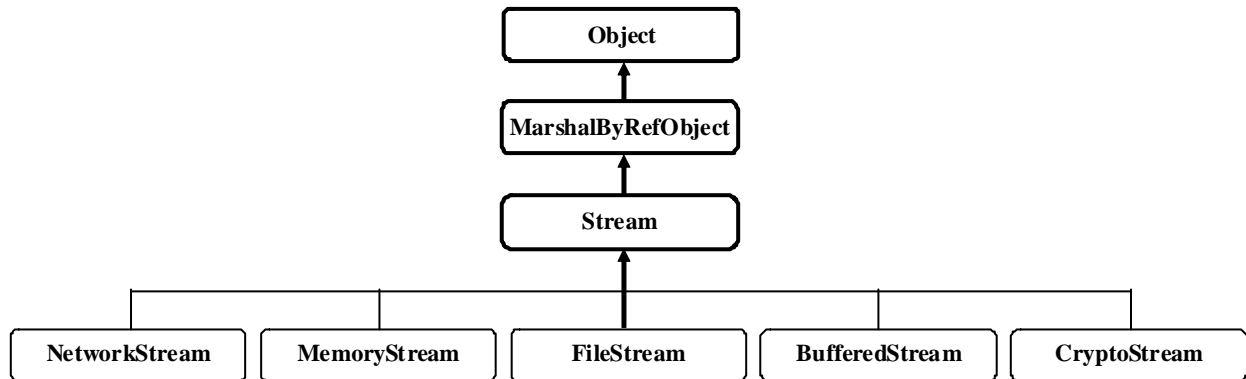 Object
MarshalByRefObject
Stream
NetworkStream
MemoryStream
FileStream
BufferedStream
CryptoStream